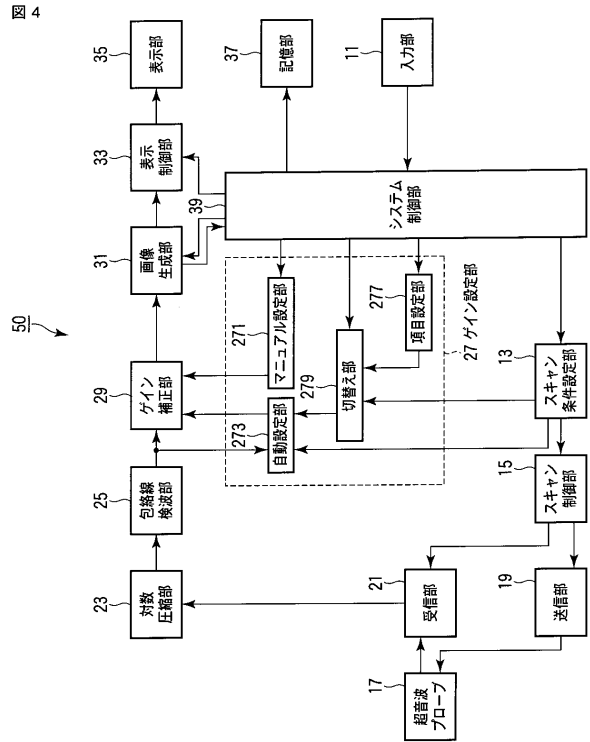 図 4
50
35
表示部
37
記憶部
11
入力部
33
表示
制御部
39
システム
制御部
31
画像
生成部
271
マニュアル設定部
277
項目設定部
27 ゲイン設定部
279
切替え部
273
自動設定部
29
ゲイン
補正部
13
スキャン
条件設定部
25
包絡線
検波部
15
スキャン
制御部
23
対数
圧縮部
21
受信部
19
送信部
17
超音波
プローブ